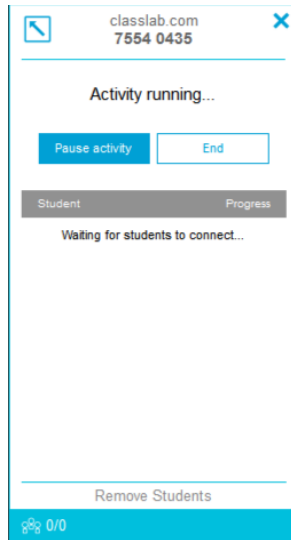 classlab.com
7554 0435
Activity running...
Pause activity End
Student Progress
Waiting for students to connect...
Remove Students
0/0